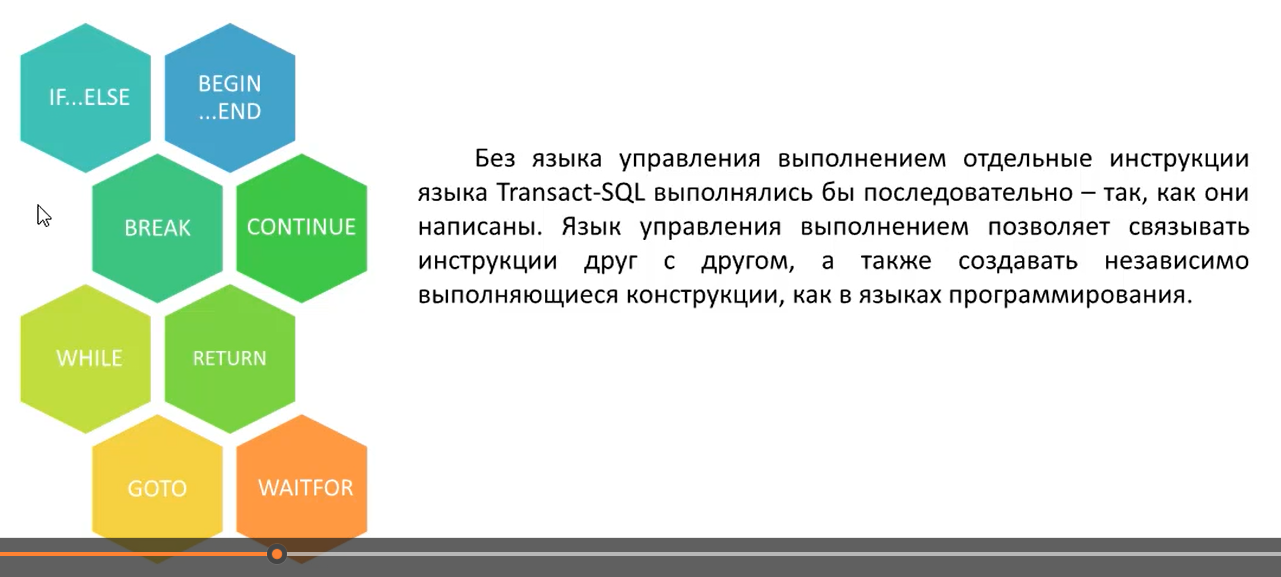 IF...ELSE
BEGIN
...END
BREAK
CONTINUE
WHILE
RETURN
GOTO
WAITFOR
Без языка управления выполнением отдельные инструкции
языка Transact-SQL выполнялись бы последовательно – так, как они
написаны. Язык управления выполнением позволяет связывать
инструкции друг с другом, а также создавать независимо
выполняющиеся конструкции, как в языках программирования.